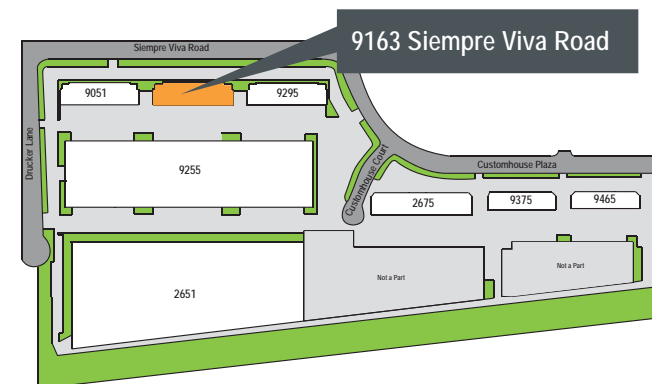 Siempre Viva Road
9163 Siempre Viva Road
9051
9295
Drucker Lane
9255
Customhouse Court
Customhouse Plaza
2675
9375
9465
2651
Not a Part
Not a Part